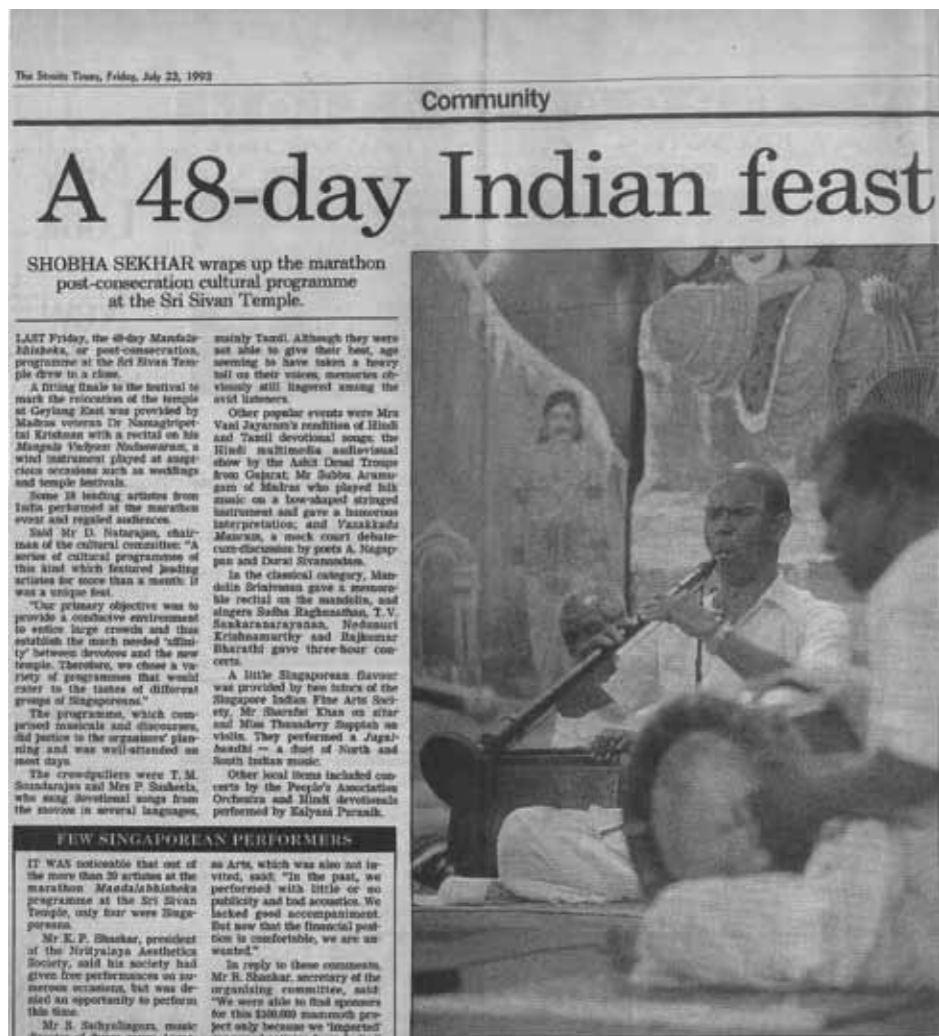 The Straits Times, Friday, July 23, 1993
Community
A 48-day Indian feast
SHOBHA SEKHAR wraps up the marathon
post-consecration cultural programme
at the Sri Sivan Temple.
LAST Friday, the 48-day Mandala-
bhisheka, or post-consecration,
programme at the Sri Sivan Tem-
ple drew to a close.
A fitting finale to the festival to
mark the relocation of the temple
at Geylang East was provided by
Madras veteran Dr Namagiripet-
tai Krishnan with a recital on his
Mangala Vadyam Nadaswaram, a
wind instrument played at auspi-
cious occasions such as weddings
and temple festivals.
Some 18 leading artistes from
India performed at the marathon
event and regaled audiences.
Said Mr D. Natarajan, chair-
man of the cultural committee: "A
series of cultural programmes of
this kind which featured leading
artistes for more than a month: It
was a unique feat.
"Our primary objective was to
provide a conducive environment
to entice large crowds and thus
establish the much needed 'affini-
ty' between devotees and the new
temple. Therefore, we chose a va-
riety of programmes that would
cater to the tastes of different
groups of Singaporeans."
The programme, which com-
prised musicals and discourses,
did justice to the organisers' plan-
ning and was well-attended on
most days.
The crowdpullers were T. M.
Soundarajan and Mrs P. Susheela,
who sang devotional songs from
the movies in several languages,
mainly Tamil. Although they were
not able to give their best, age
seeming to have taken a heavy
toll on their voices, memories ob-
viously still lingered among the
avid listeners.
Other popular events were Mrs
Vani Jayaram's rendition of Hindi
and Tamil devotional songs; the
Hindi multimedia audiovisual
show by the Ashit Desai Troupe
from Gujarat; Mr Subbu Arumu-
gam of Madras who played folk
music on a bow-shaped stringed
instrument and gave a humorous
interpretation; and Vazakkadu
Manram, a mock court debate-
cum-discussion by poets A. Nagap-
pan and Durai Sivanandam.
In the classical category, Man-
dolin Srinivasan gave a memora-
ble recital on the mandolin, and
singers Sudha Raghunathan, T. V.
Sankaranarayanan, Nedunuri
Krishnamurthy and Rajkumar
Bharathi gave three-hour con-
certs.
A little Singaporean flavour
was provided by two tutors of the
Singapore Indian Fine Arts Soci-
ety, Mr Sharafat Khan on sitar
and Miss Thandevy Suppiah on
violin. They performed a Jugal-
bandhi — a duet of North and
South Indian music.
Other local items included con-
certs by the People's Association
Orchestra and Hindi devotionals
performed by Kalyani Puranik.
FEW SINGAPOREAN PERFORMERS
IT WAS noticeable that out of
the more than 20 artistes at the
marathon Mandalabhisheka
programme at the Sri Sivan
Temple, only four were Singa-
poreans.
Mr K. P. Bhaskar, president
of the Nrityalaya Aesthetics
Society, said his society had
given free performances on nu-
merous occasions, but was de-
nied an opportunity to perform
this time.
Mr S. Sathyalingam, music
as Arts, which was also not in-
vited, said: "In the past, we
performed with little or no
publicity and bad acoustics. We
lacked good accompaniment.
But now that the financial posi-
tion is comfortable, we are un-
wanted."
In reply to these comments,
Mr R. Shankar, secretary of the
organising committee, said:
"We were able to find sponsors
for this $300,000 mammoth pro-
ject only because we 'imported'